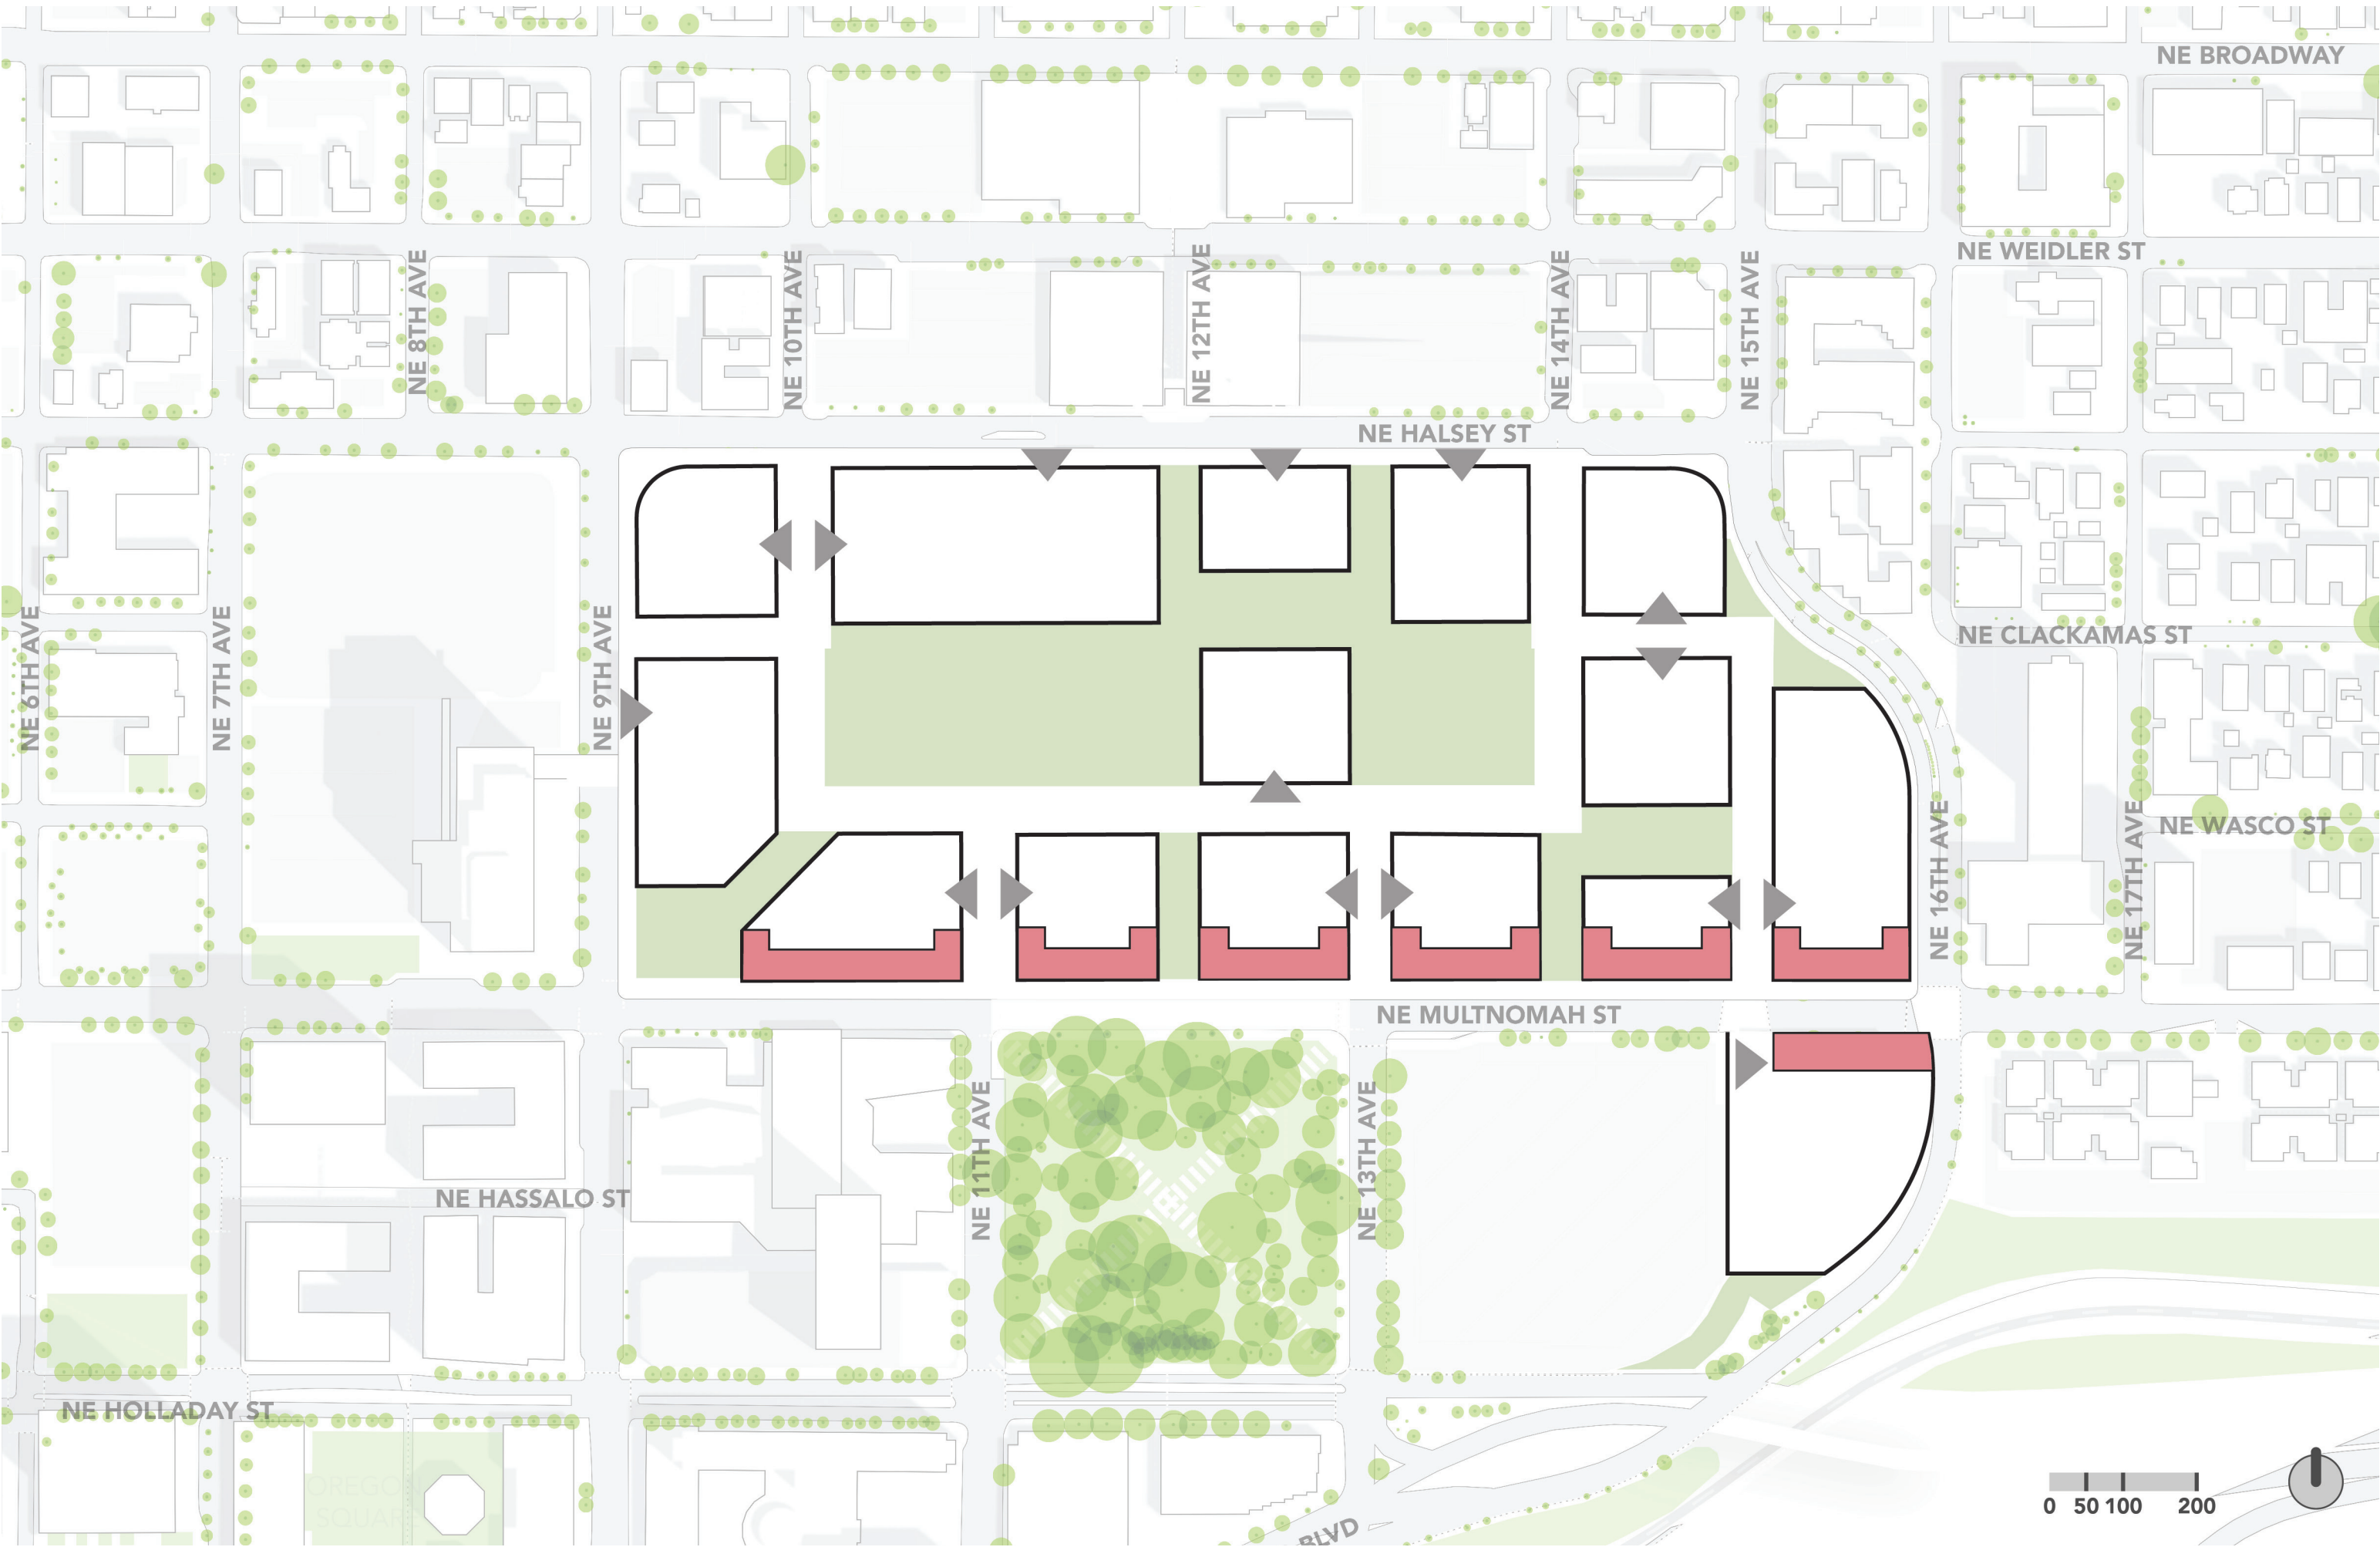 NE BROADWAY
NE WEIDLER ST
NE 8TH AVE
NE 10TH AVE
NE 12TH AVE
NE 14TH AVE
NE 15TH AVE
NE HALSEY ST
NE 6TH AVE
NE 7TH AVE
NE 9TH AVE
NE CLACKAMAS ST
NE WASCO ST
NE 16TH AVE
NE 17TH AVE
NE MULTNOMAH ST
NE 11TH AVE
NE 13TH AVE
NE HASSALO ST
NE HOLLADAY ST
OREGON
SQUARE
BLVD
0 50 100 200